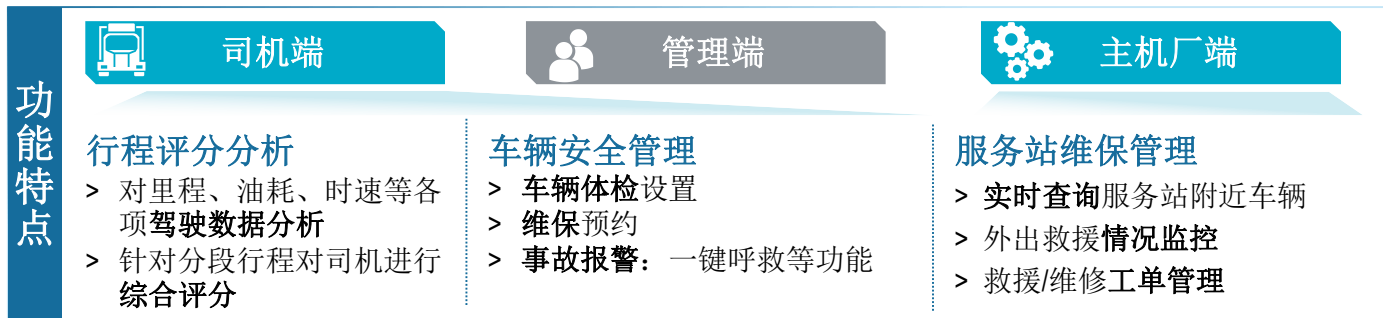 功能特点
司机端
管理端
主机厂端
行程评分分析
> 对里程、油耗、时速等各
项驾驶数据分析
> 针对分段行程对司机进行
综合评分
车辆安全管理
> 车辆体检设置
> 维保预约
> 事故报警：一键呼救等功能
服务站维保管理
> 实时查询服务站附近车辆
> 外出救援情况监控
> 救援/维修工单管理